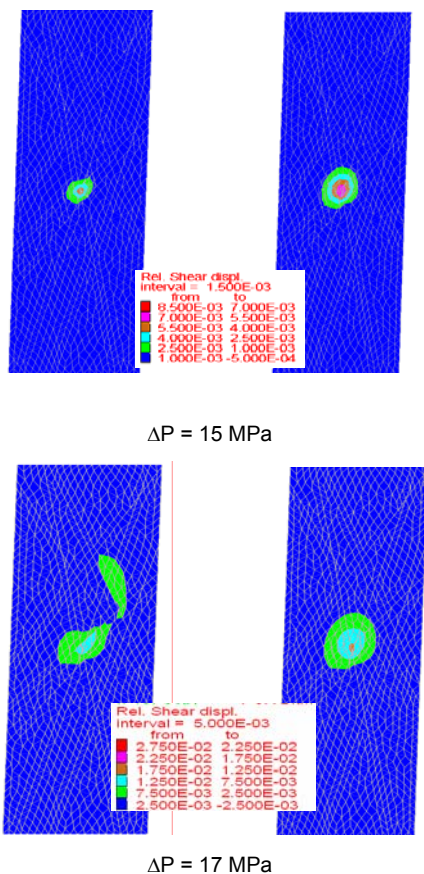 Rel. Shear displ.
interval = 1.500E-03
from to
8.500E-03 7.000E-03
7.000E-03 5.500E-03
5.500E-03 4.000E-03
4.000E-03 2.500E-03
2.500E-03 1.000E-03
1.000E-03 -5.000E-04
ΔP = 15 MPa
Rel. Shear displ.
interval = 5.000E-03
from to
2.750E-02 2.250E-02
2.250E-02 1.750E-02
1.750E-02 1.250E-02
1.250E-02 7.500E-03
7.500E-03 2.500E-03
2.500E-03 -2.500E-03
ΔP = 17 MPa